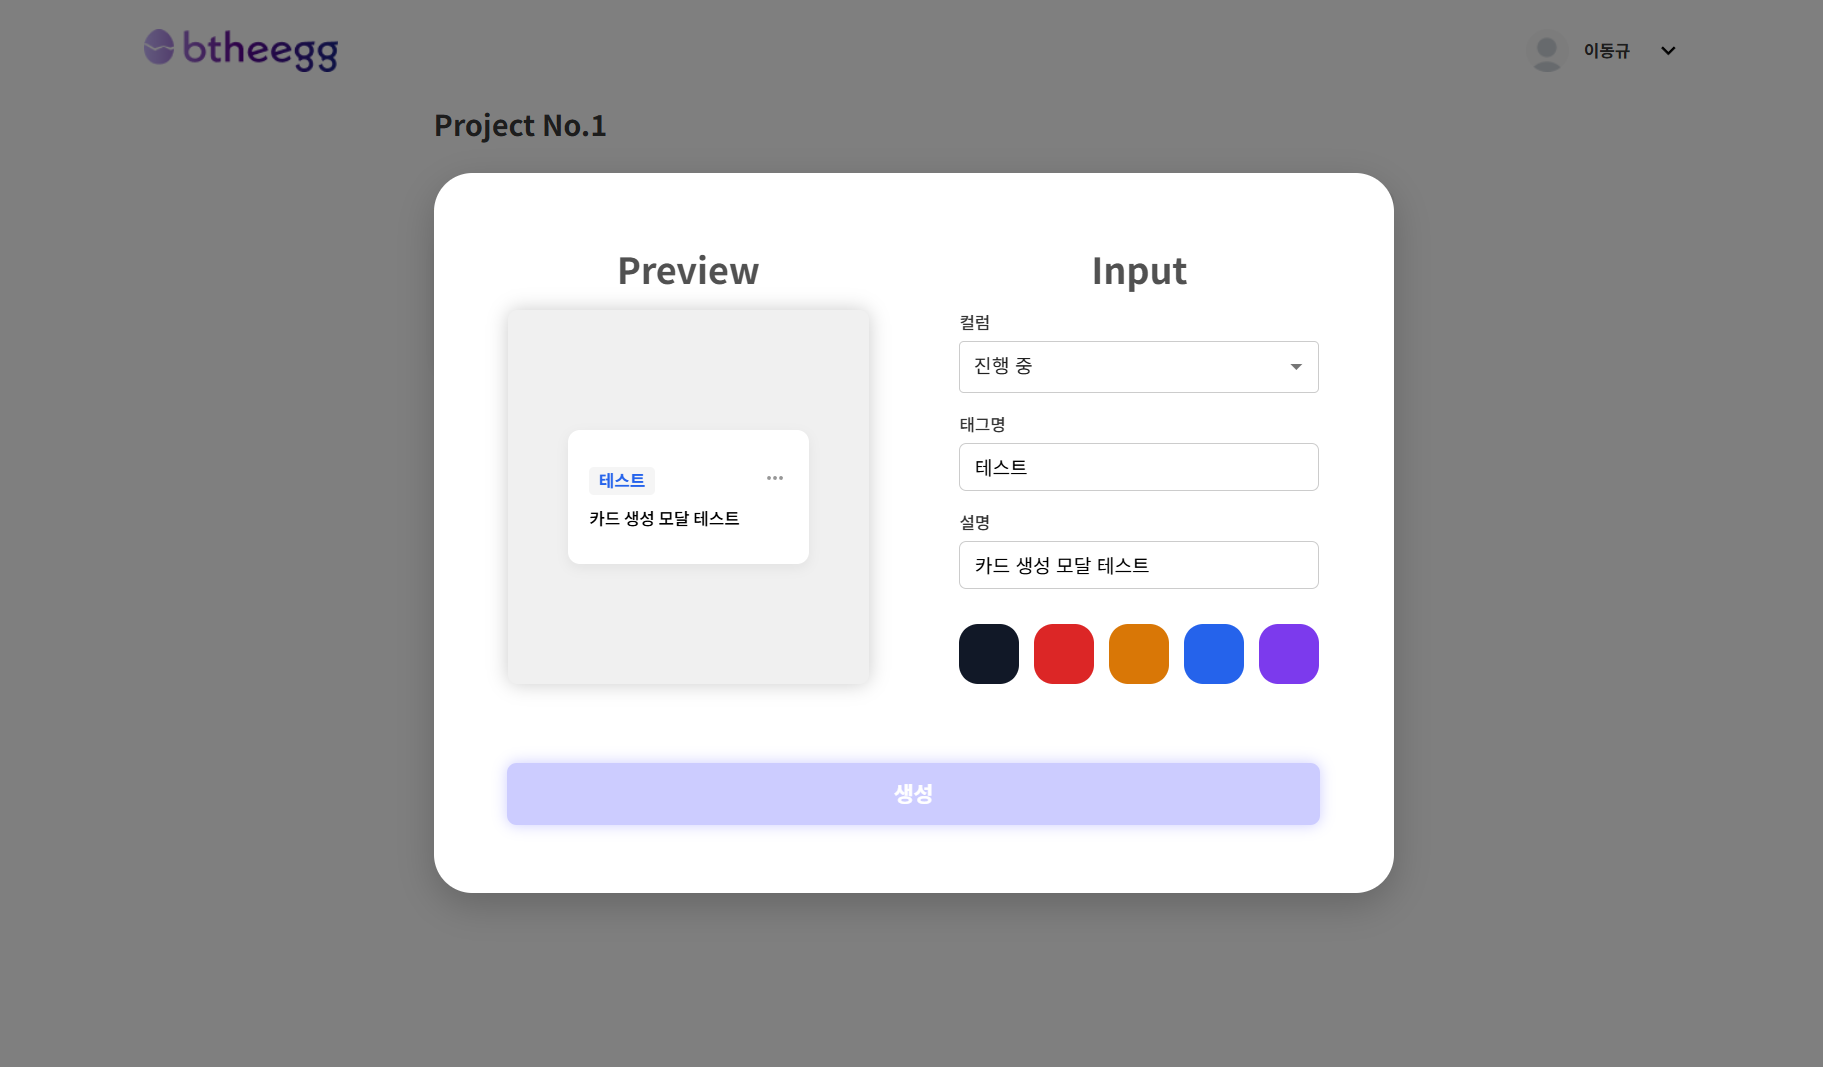 btheegg
이동규
Project No.1
Preview
테스트
카드 생성 모달 테스트
Input
컬럼
진행 중
태그명
테스트
설명
카드 생성 모달 테스트
생성